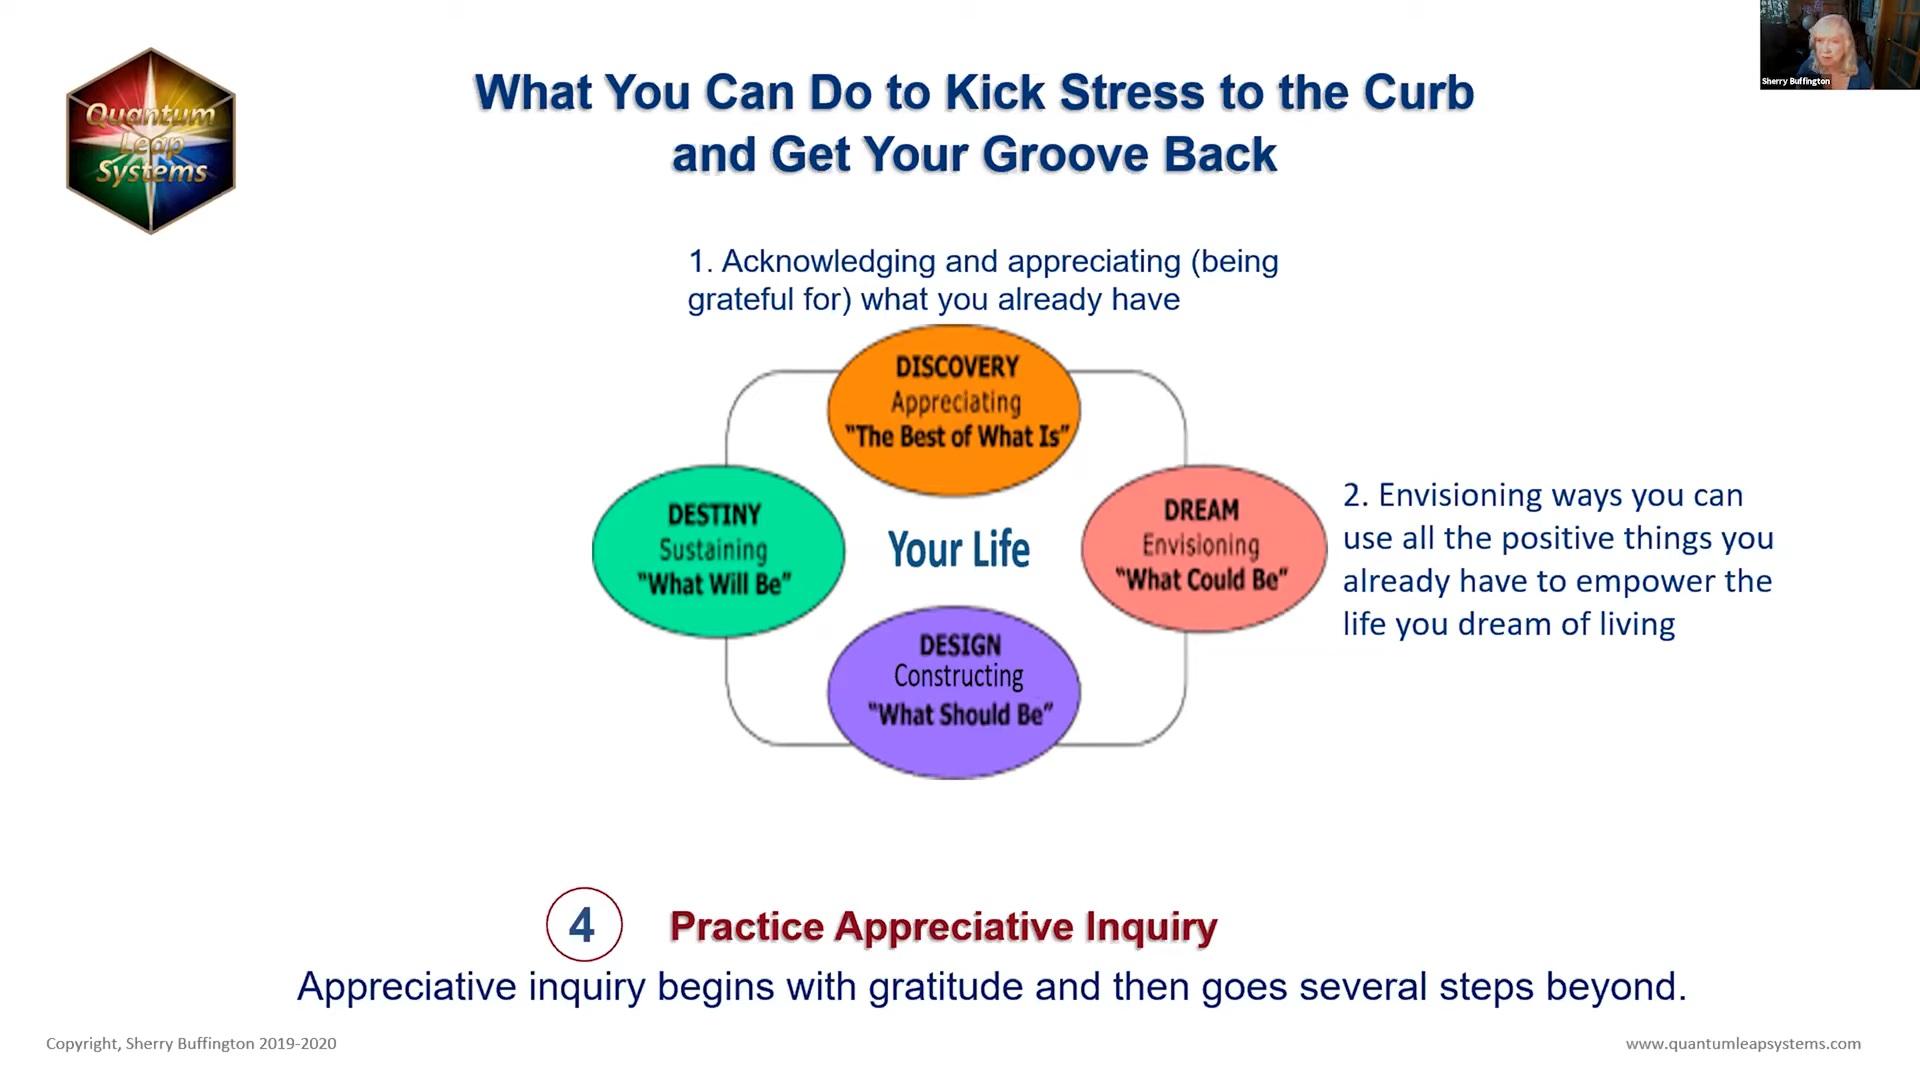 Sherry Buffington
Quantum
Leap
Systems
What You Can Do to Kick Stress to the Curb
and Get Your Groove Back
1. Acknowledging and appreciating (being
grateful for) what you already have
DISCOVERY
Appreciating
"The Best of What Is"
DESTINY
Sustaining
"What Will Be"
Your Life
DREAM
Envisioning
"What Could Be"
2. Envisioning ways you can
use all the positive things you
already have to empower the
life you dream of living
DESIGN
Constructing
"What Should Be"
4 Practice Appreciative Inquiry
Appreciative inquiry begins with gratitude and then goes several steps beyond.
Copyright, Sherry Buffington 2019-2020
www.quantumleapsystems.com